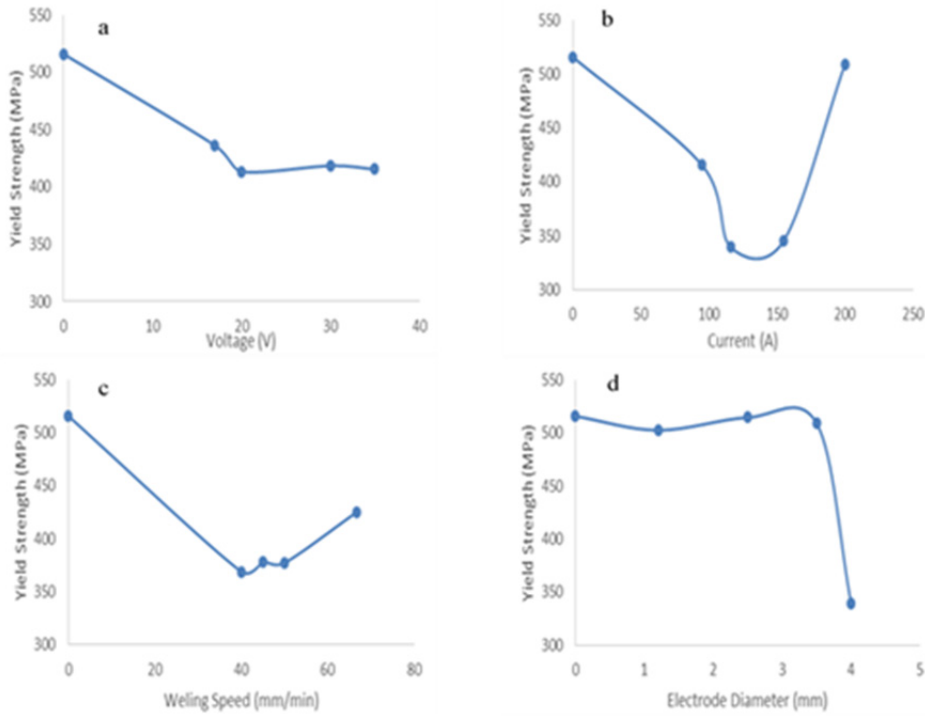 a
550
500
450
400
350
300
Yield Strength (MPa)
0 10 20 30 40
Voltage (V)
b
550
500
450
400
350
300
Yield Strength (MPa)
0 50 100 150 200 250
Current (A)
c
550
500
450
400
350
300
Yield Strength (MPa)
0 20 40 60 80
Weling Speed (mm/min)
d
550
500
450
400
350
300
Yield Strength (MPa)
0 1 2 3 4 5
Electrode Diameter (mm)